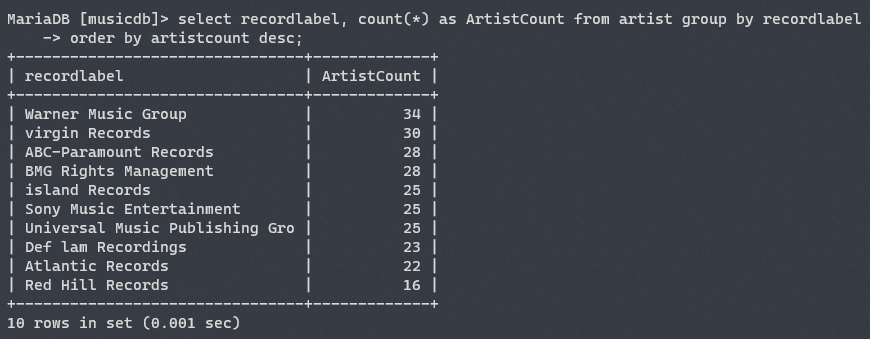 MariaDB [musicdb]> select recordlabel, count(*) as ArtistCount from artist group by recordlabel
    -> order by artistcount desc;
+--------------------------------+-------------+
| recordlabel                    | ArtistCount |
+--------------------------------+-------------+
| Warner Music Group             |          34 |
| virgin Records                 |          30 |
| ABC-Paramount Records          |          28 |
| BMG Rights Management          |          28 |
| island Records                 |          25 |
| Sony Music Entertainment       |          25 |
| Universal Music Publishing Gro |          25 |
| Def lam Recordings             |          23 |
| Atlantic Records               |          22 |
| Red Hill Records               |          16 |
+--------------------------------+-------------+
10 rows in set (0.001 sec)